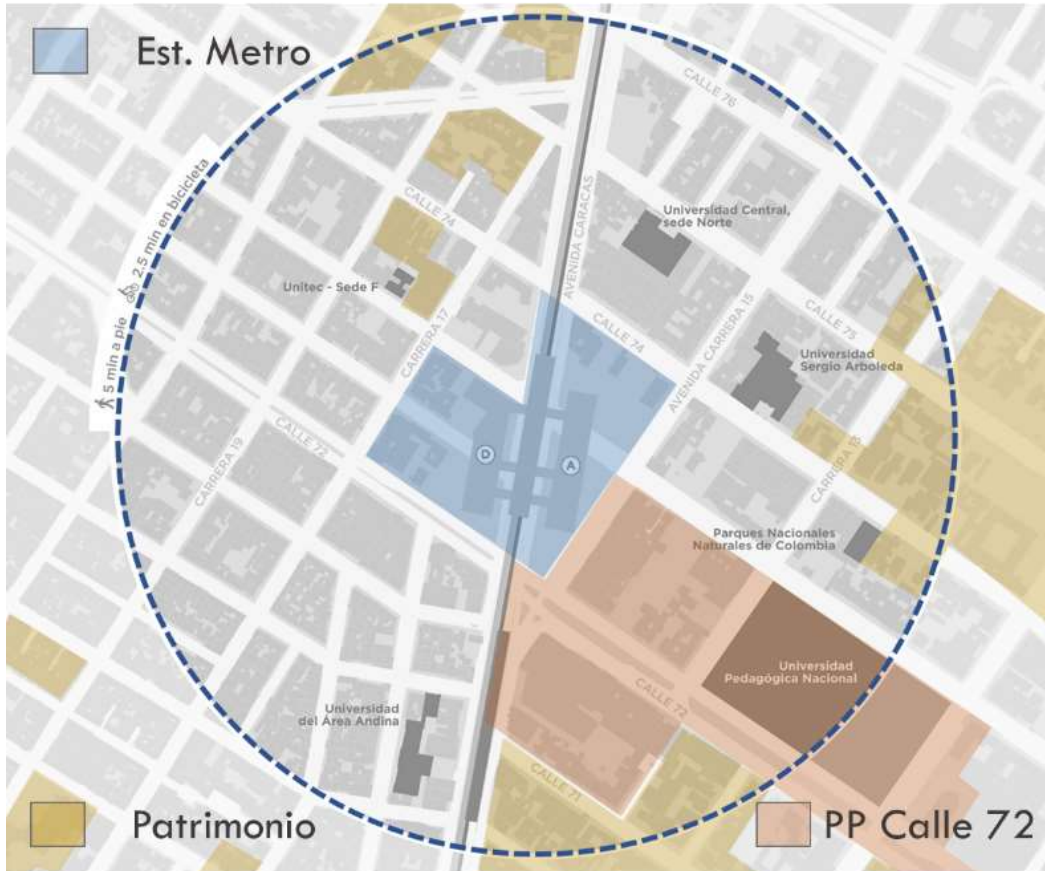 Est. Metro
CALLE 76
2.5 min en bicicleta
5 min a pie
CALLE 74
AVENIDA CARACAS
Universidad Central,
sede Norte
Unitec - Sede F
CARRERA 17
CALLE 74
AVENIDA CARRERA 15
CALLE 75
Universidad
Sergio Arboleda
CARRERA 19
CALLE 72
D
A
CARRERA 13
Parques Nacionales
Naturales de Colombia
Universidad
Pedagógica Nacional
CALLE 72
Universidad
del Área Andina
CALLE 71
Patrimonio
PP Calle 72